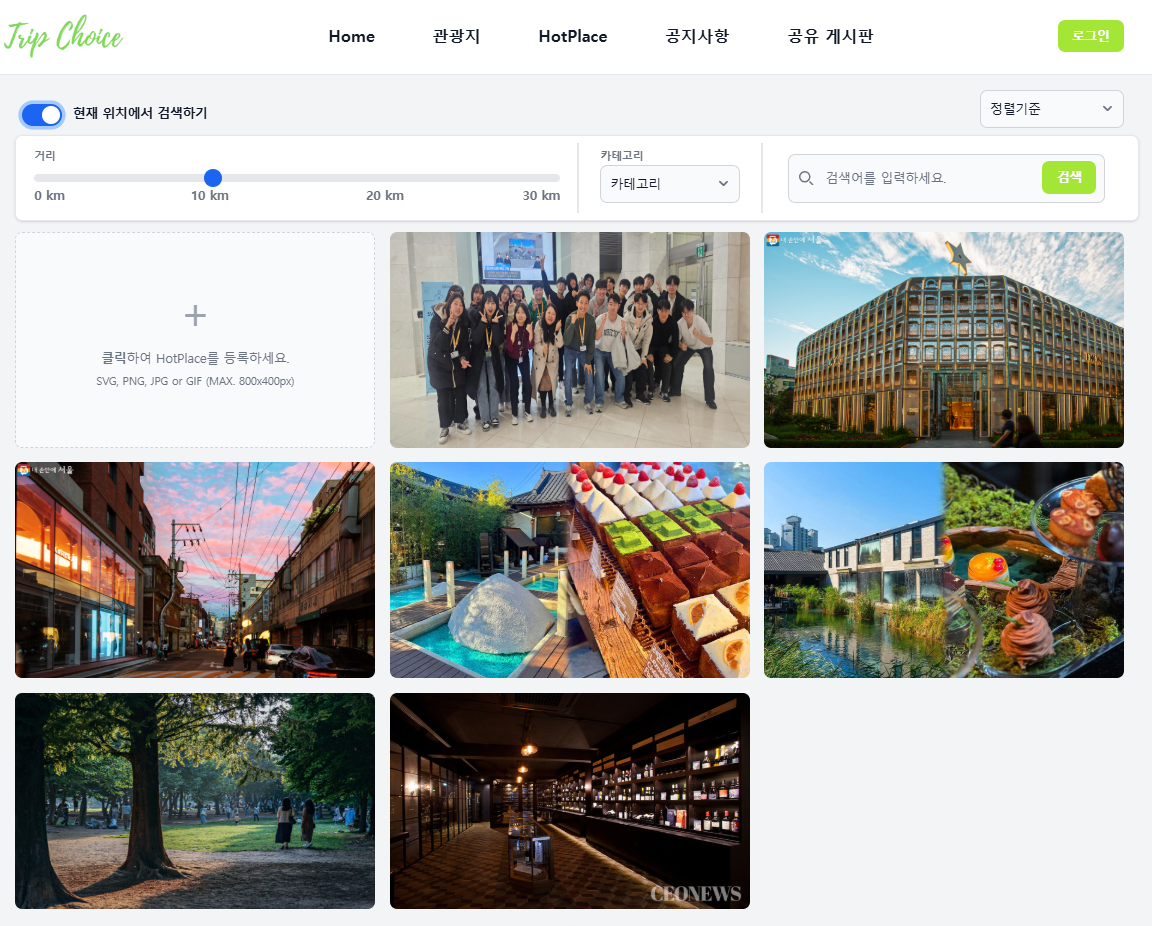 Trip Choice
Home
관광지
HotPlace
공지사항
공유 게시판
로그인
현재 위치에서 검색하기
정렬기준
거리
0 km
10 km
20 km
30 km
카테고리
카테고리
검색어를 입력하세요.
검색
클릭하여 HotPlace를 등록하세요.
SVG, PNG, JPG or GIF (MAX. 800x400px)
내 손안에 서울
내 손안에 서울
CEONEWS